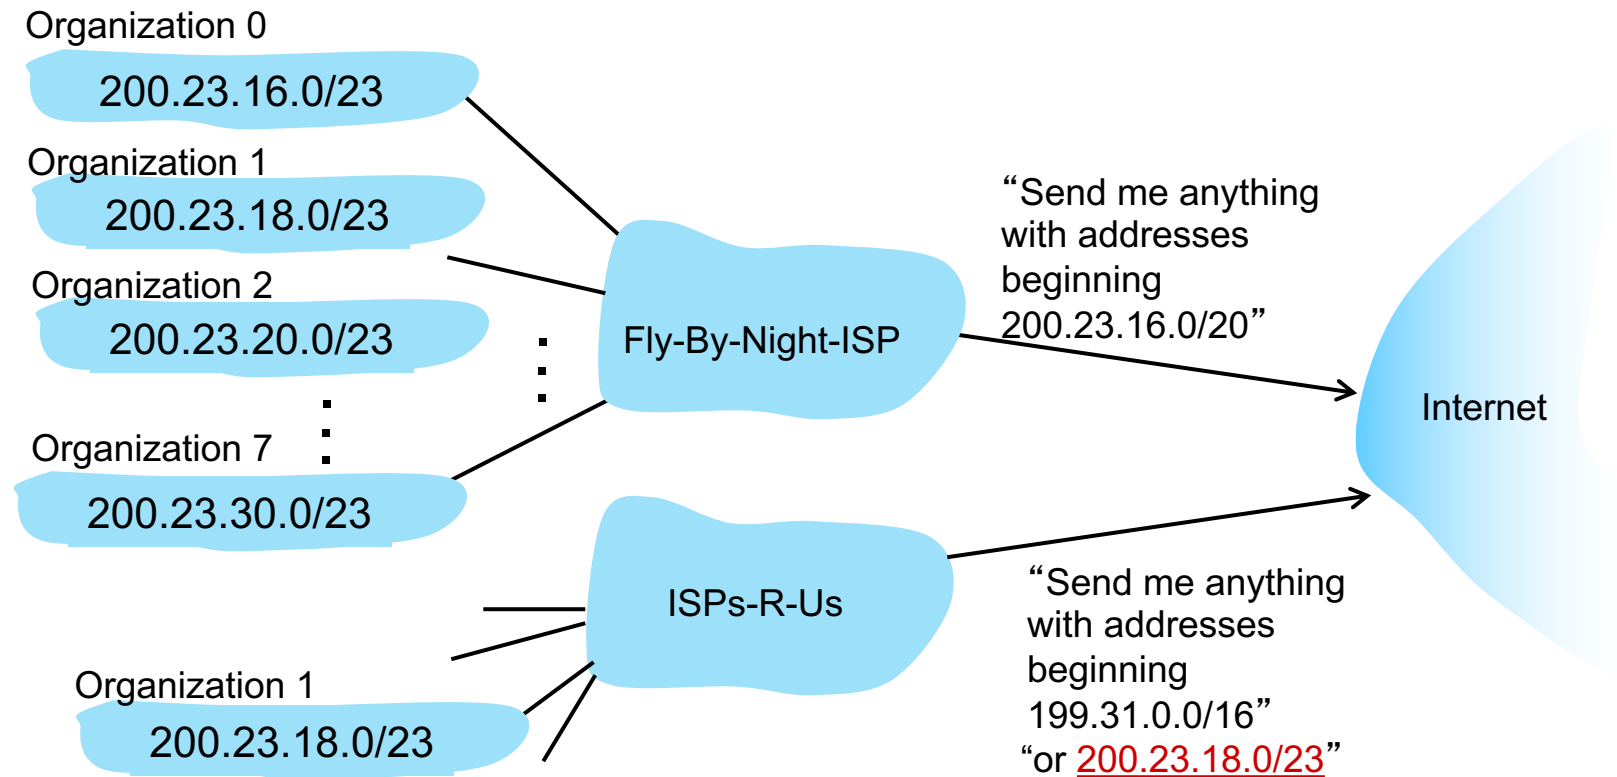 Organization 0
200.23.16.0/23
Organization 1
200.23.18.0/23
Organization 2
200.23.20.0/23
Organization 7
200.23.30.0/23
Fly-By-Night-ISP
“Send me anything
with addresses
beginning
200.23.16.0/20”
Internet
ISPs-R-Us
Organization 1
200.23.18.0/23
“Send me anything
with addresses
beginning
199.31.0.0/16”
“or 200.23.18.0/23”